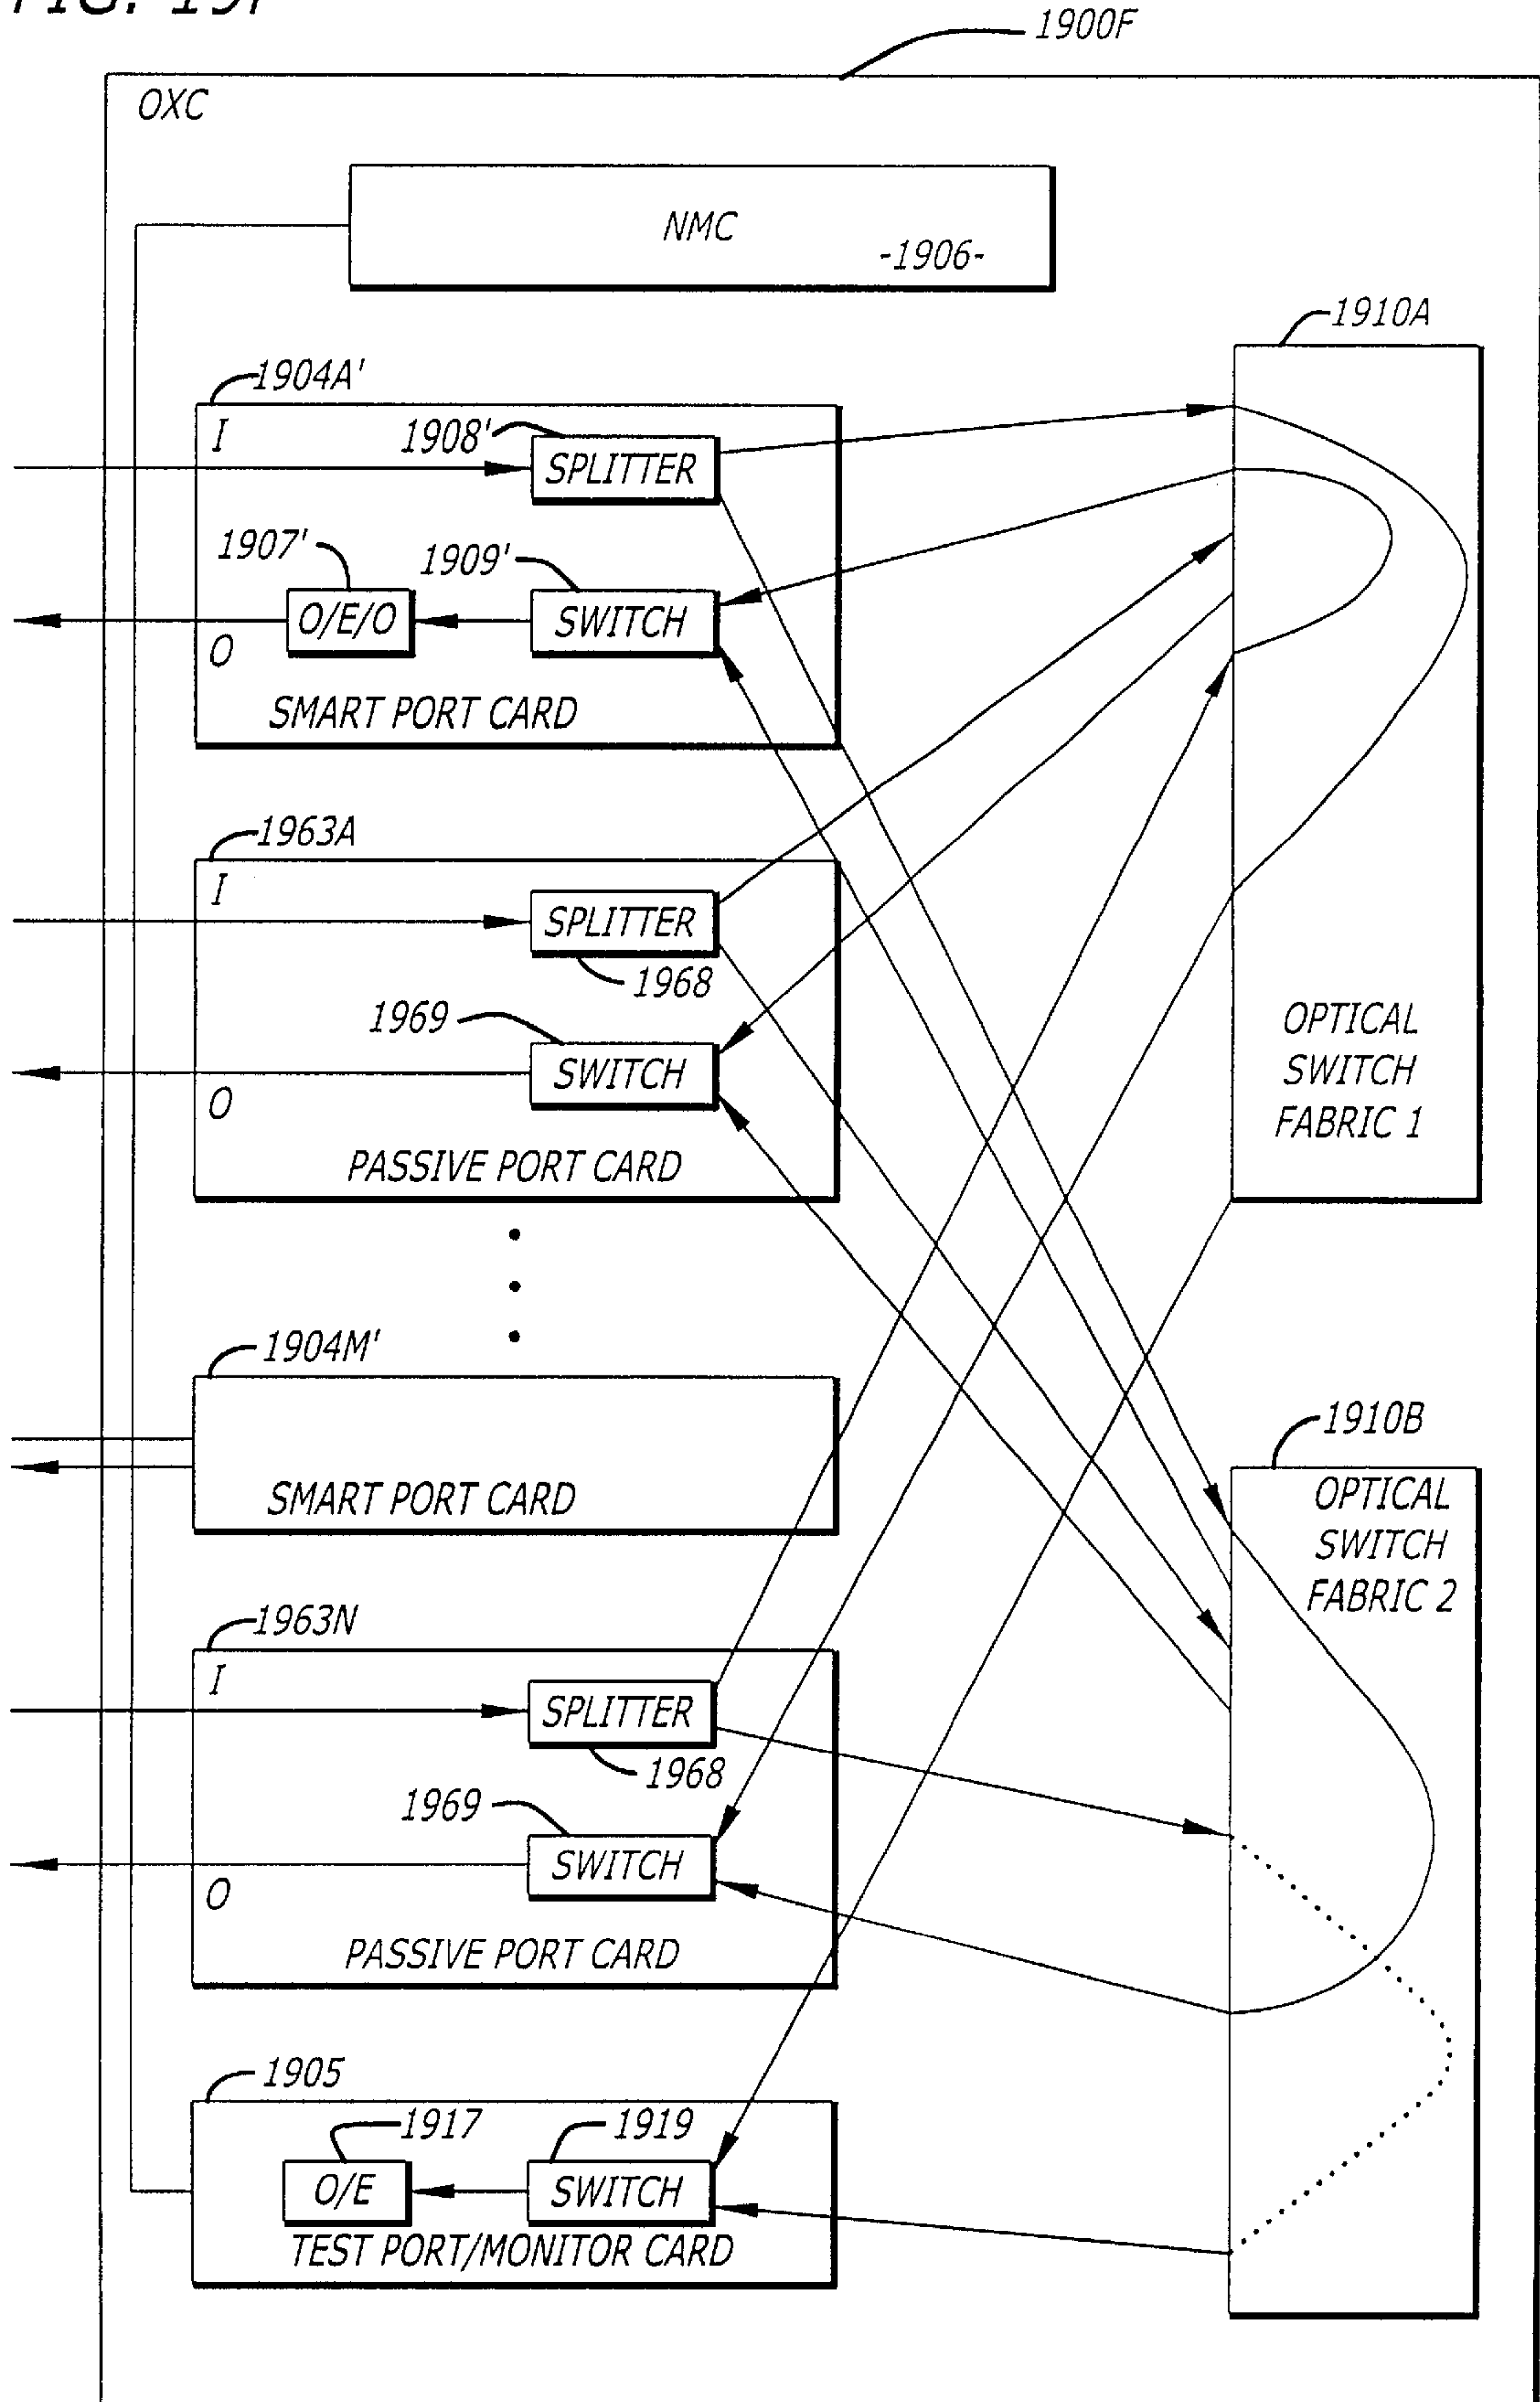 FIG. 19F
1900F
OXC
NMC
-1906-
1910A
1904A'
I
1908'
SPLITTER
1907'
1909'
O/E/O
SWITCH
O
SMART PORT CARD
1963A
I
SPLITTER
1968
1969
SWITCH
O
PASSIVE PORT CARD
OPTICAL
SWITCH
FABRIC 1
1904M'
SMART PORT CARD
1910B
OPTICAL
SWITCH
FABRIC 2
1963N
I
SPLITTER
1968
1969
SWITCH
O
PASSIVE PORT CARD
1905
1917
1919
O/E
SWITCH
TEST PORT/MONITOR CARD